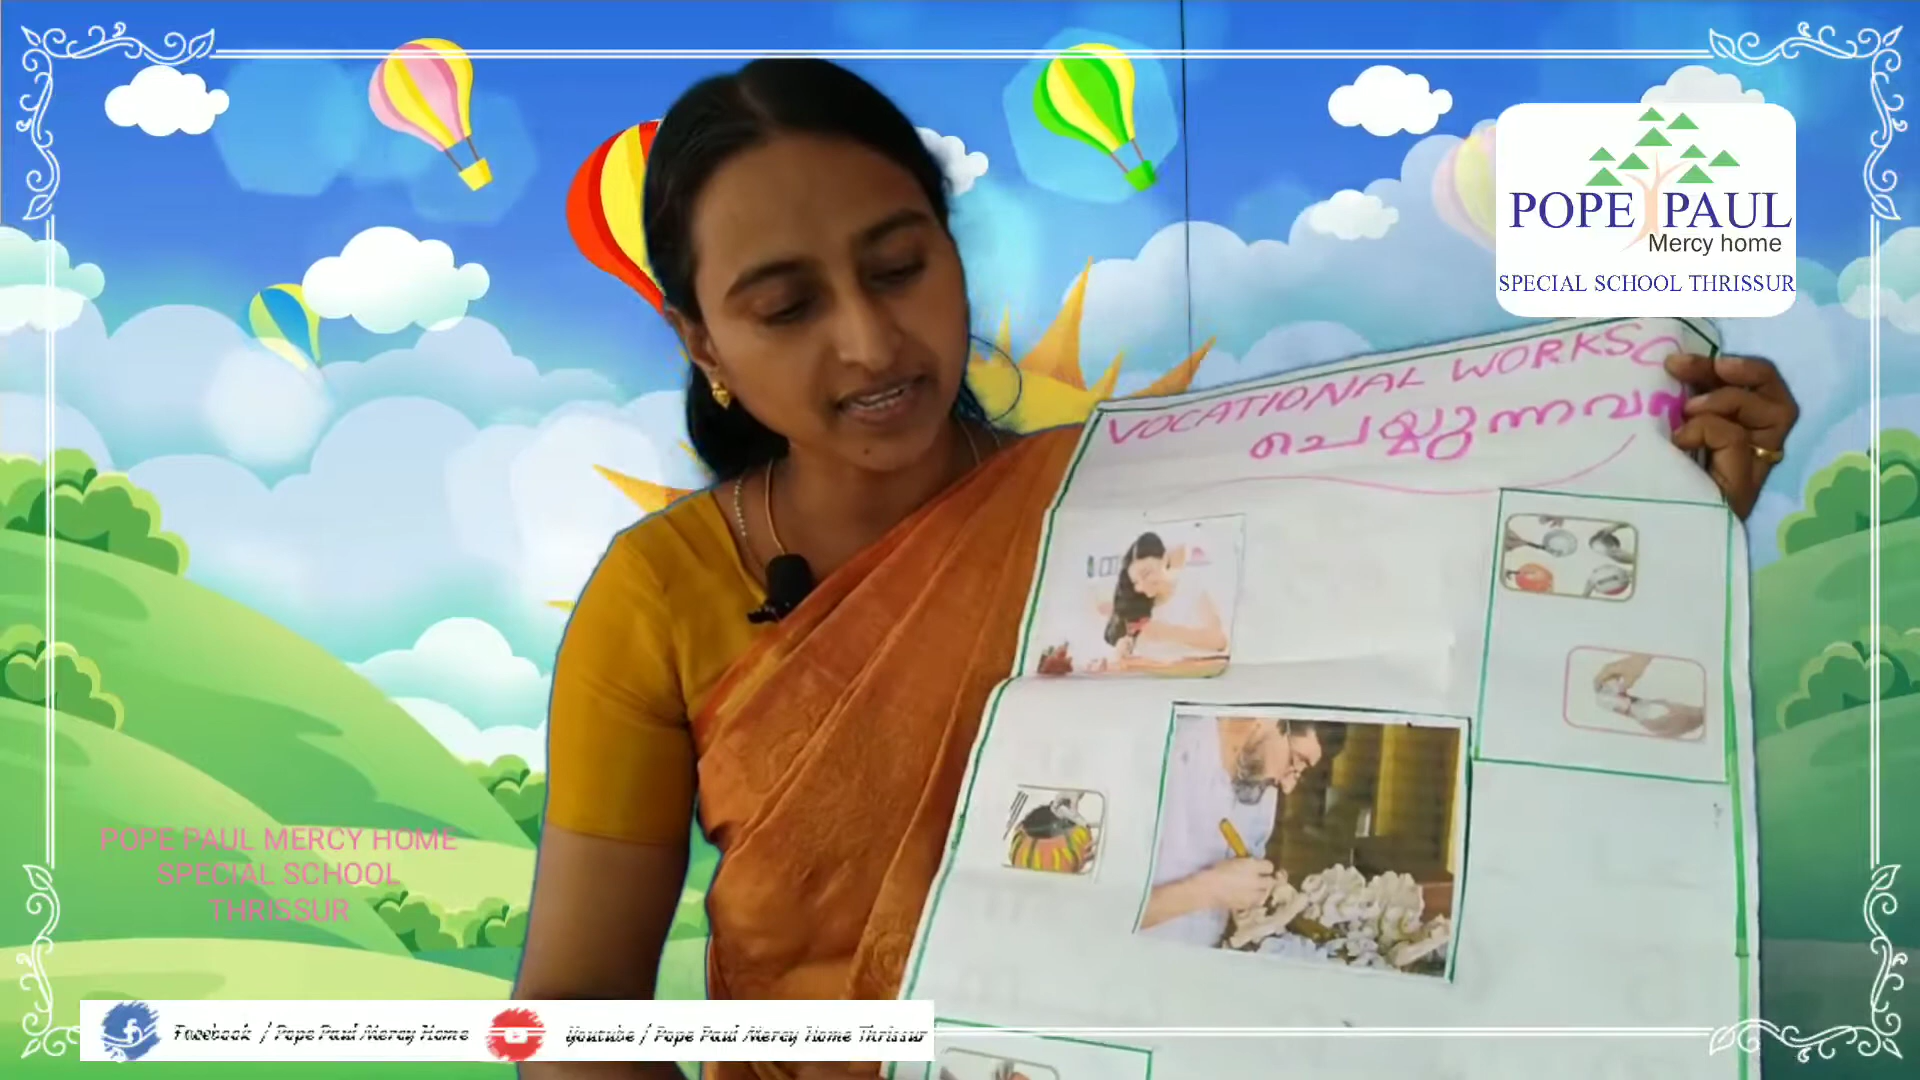 POPE PAUL
Mercy home
SPECIAL SCHOOL THRISSUR
VOCATIONAL WORKS
ചെയ്യുന്നവ
POPE PAUL MERCY HOME
SPECIAL SCHOOL
THRISSUR
Facebook / Pope Paul Mercy Home
Youtube / Pope Paul Mercy Home Thrissur